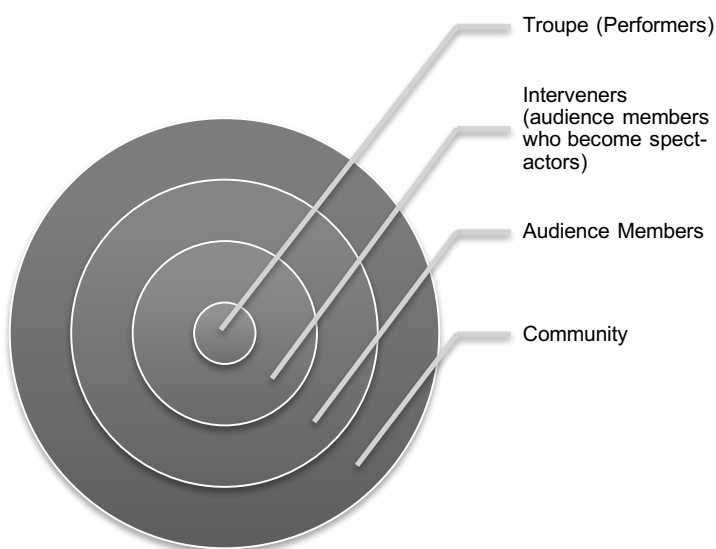 Troupe (Performers)
Interveners
(audience members
who become spect-
actors)
Audience Members
Community